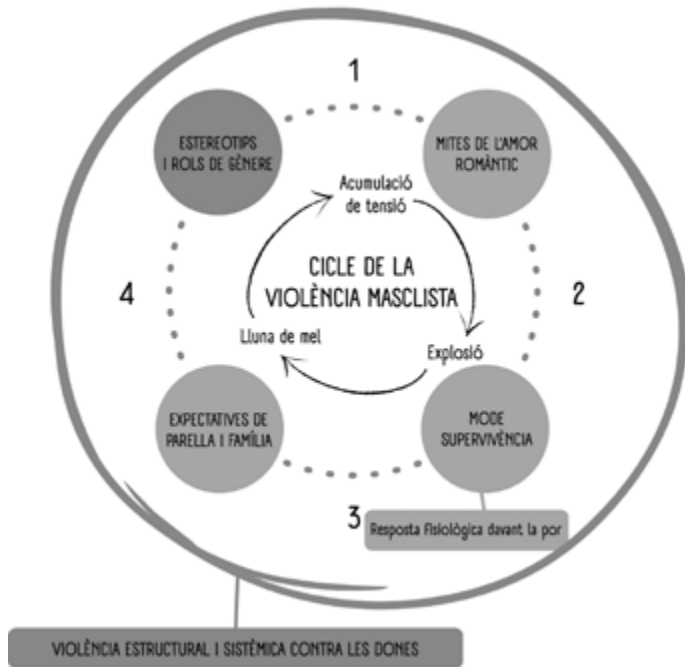 1
ESTEREOTIPS
I ROLS DE GÈNERE
MITES DE L'AMOR
ROMÀNTIC
Acumulació
de tensió
CICLE DE LA
VIOLÈNCIA MASCLISTA
4
2
Lluna de mel
Explosió
EXPECTATIVES DE
PARELLA I FAMÍLIA
MODE
SUPERVIVÈNCIA
3
Resposta fisiològica davant la por
VIOLÈNCIA ESTRUCTURAL I SISTÈMICA CONTRA LES DONES